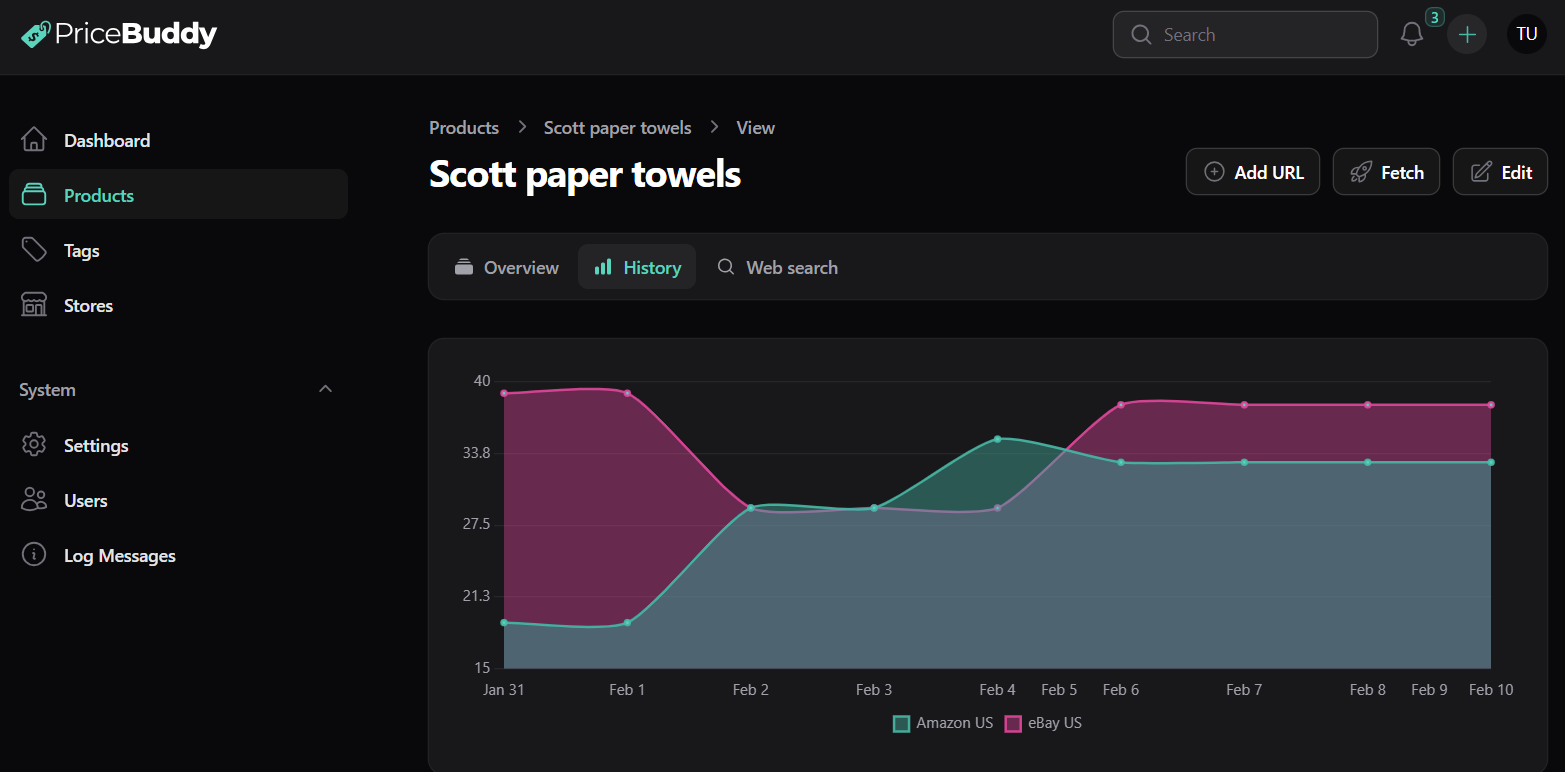 PriceBuddy
Search
3
TU
Dashboard
Products
Tags
Stores
System
Settings
Users
Log Messages
Products > Scott paper towels > View
Scott paper towels
Add URL
Fetch
Edit
Overview
History
Web search
40
33.8
27.5
21.3
15
Jan 31 Feb 1 Feb 2 Feb 3 Feb 4 Feb 5 Feb 6 Feb 7 Feb 8 Feb 9 Feb 10
Amazon US eBay US